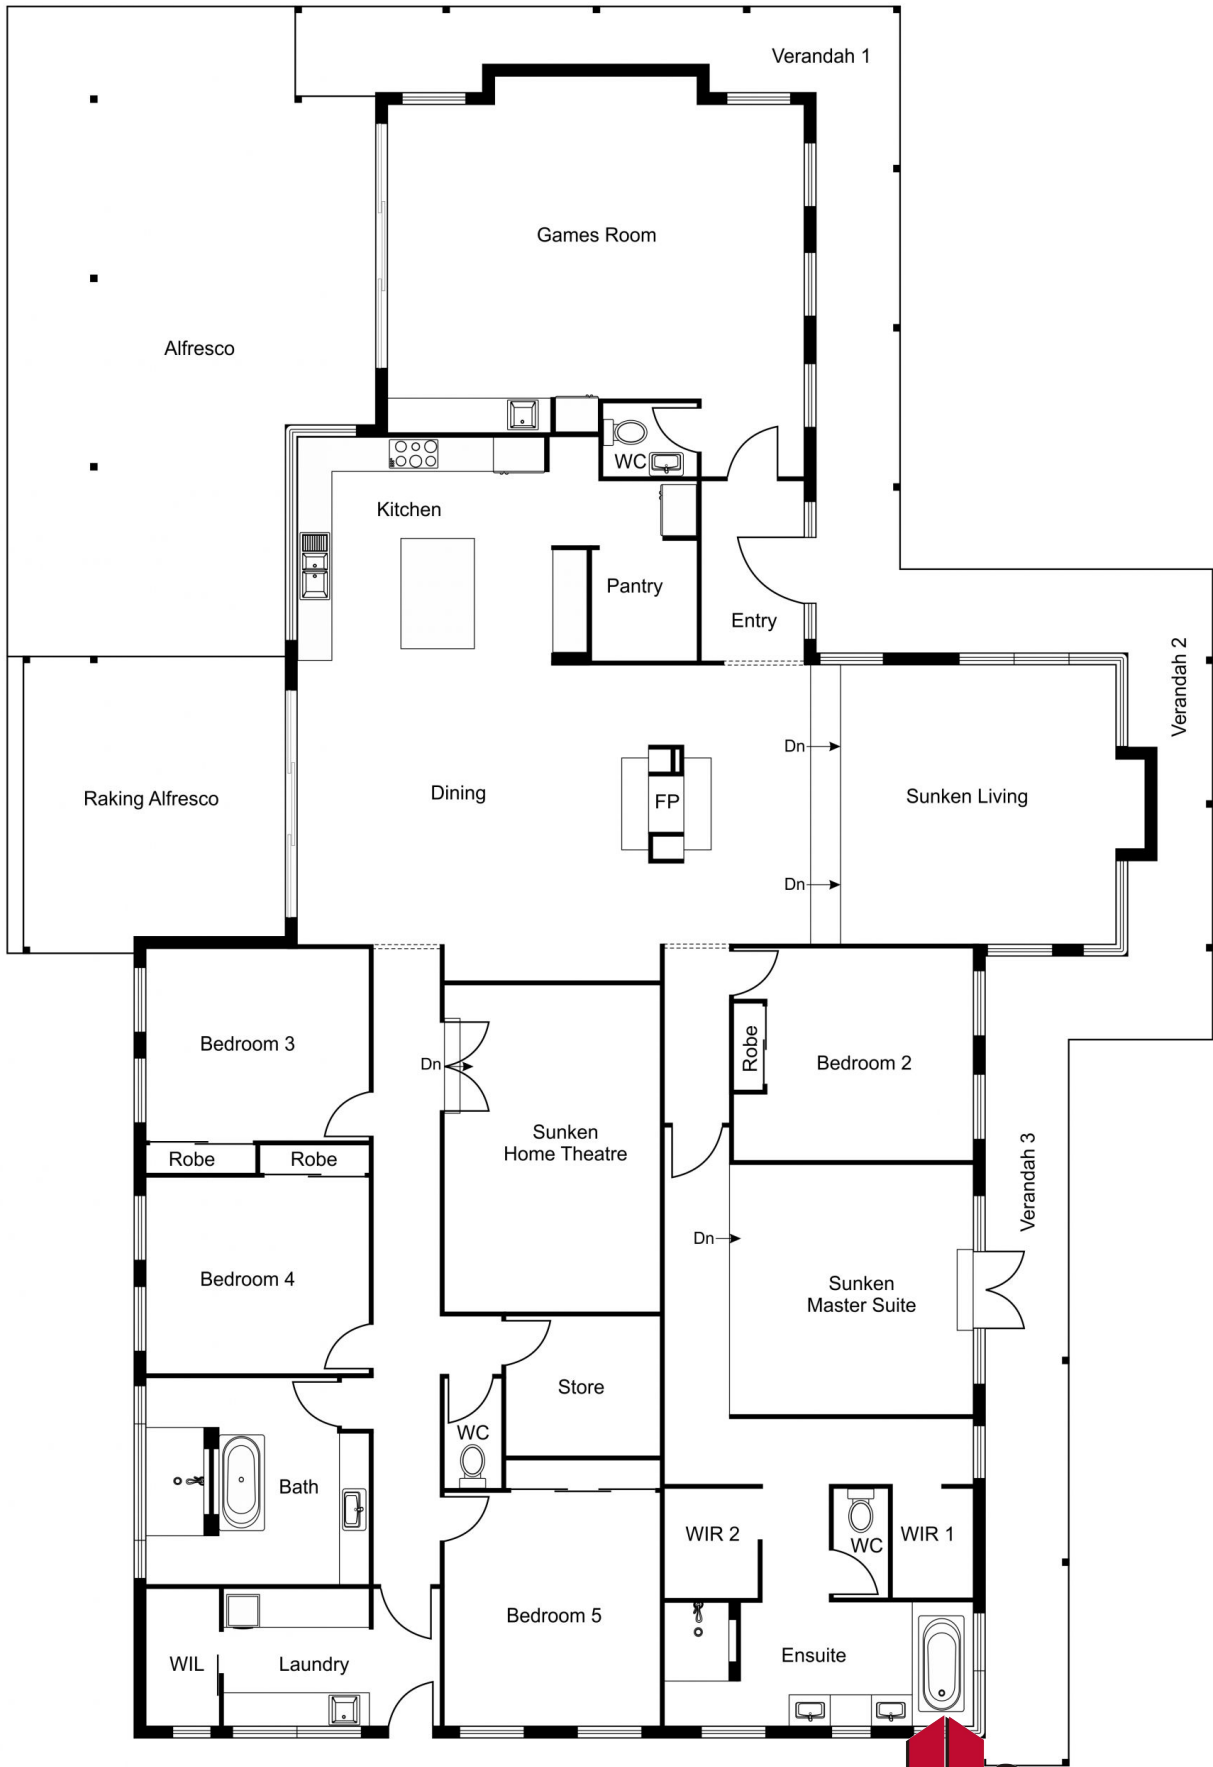 Verandah 1
Games Room
Alfresco
WC
Kitchen
Pantry
Entry
Verandah 2
Dn
Raking Alfresco
Dining
FP
Sunken Living
Dn
Bedroom 3
Dn
Robe
Bedroom 2
Sunken
Home Theatre
Robe
Robe
Verandah 3
Dn
Bedroom 4
Sunken
Master Suite
Store
WC
Bath
WIR 2
WC
WIR 1
Bedroom 5
WIL
Laundry
Ensuite